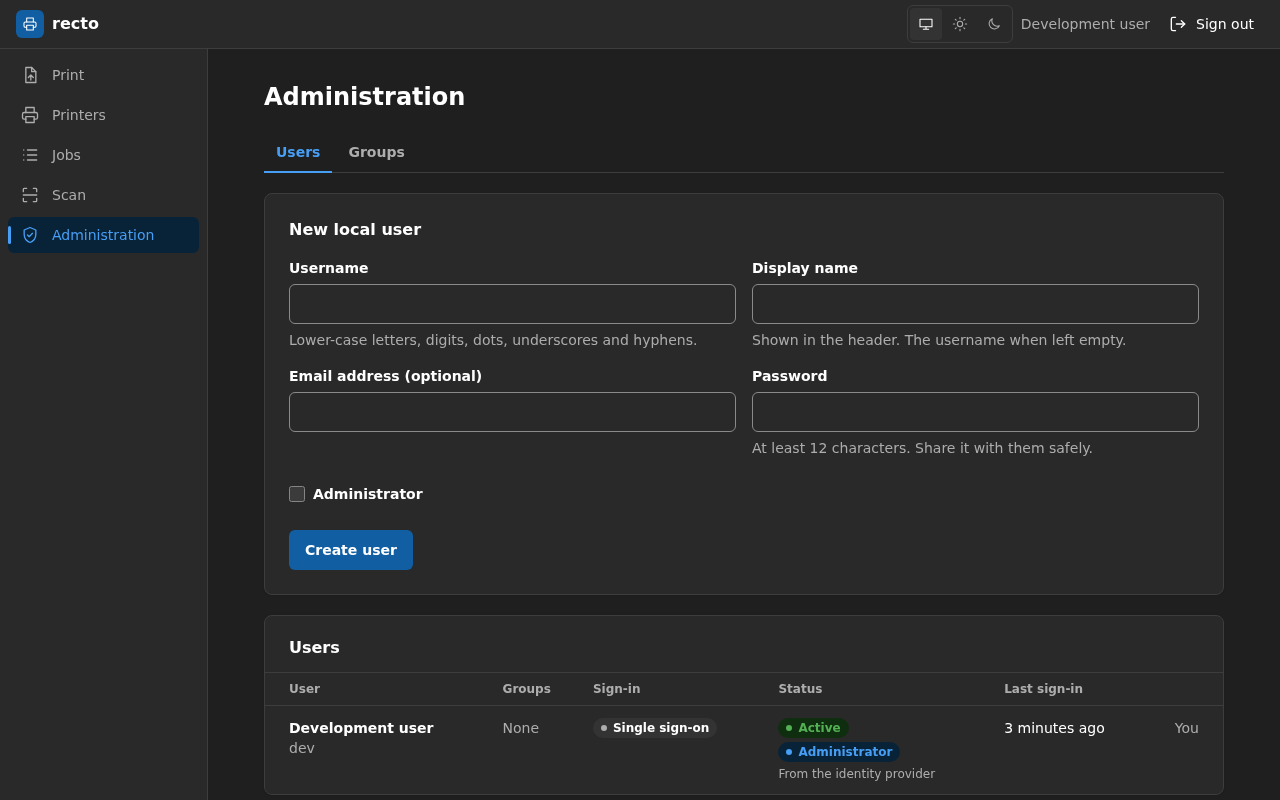 recto
Development user
Sign out
Print
Printers
Jobs
Scan
Administration
Administration
Users
Groups
New local user
Username
Display name
Lower-case letters, digits, dots, underscores and hyphens.
Shown in the header. The username when left empty.
Email address (optional)
Password
At least 12 characters. Share it with them safely.
Administrator
Create user
Users
User Groups Sign-in Status Last sign-in
Development user None Single sign-on Active 3 minutes ago You
dev Administrator
From the identity provider